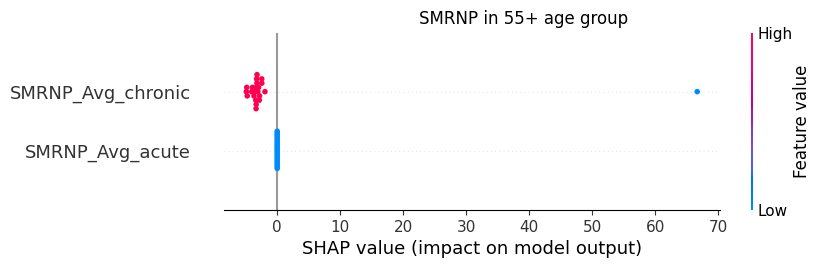 SMRNP in 55+ age group
High
SMRNP_Avg_chronic
SMRNP_Avg_acute
Feature value
Low
0 10 20 30 40 50 60 70
SHAP value (impact on model output)